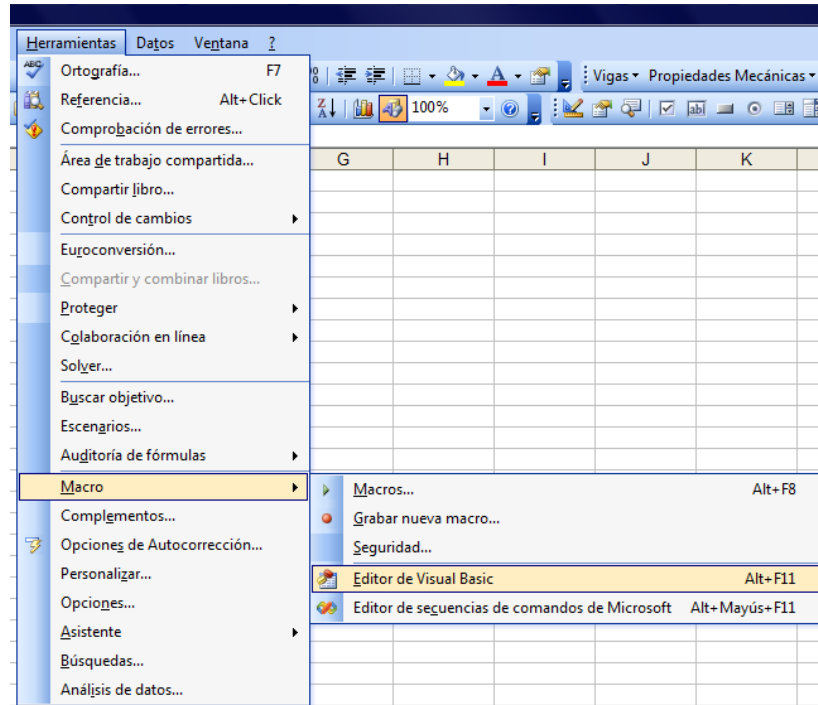 Herramientas Datos Ventana ?
Ortografía... F7
Vigas Propiedades Mecánicas
Referencia... Alt+Click
100%
Comprobación de errores...
Área de trabajo compartida...
G H I J K
Compartir libro...
Control de cambios
Euroconversión...
Compartir y combinar libros...
Proteger
Colaboración en línea
Solver...
Buscar objetivo...
Escenarios...
Auditoría de fórmulas
Macro
Macros... Alt+F8
Complementos...
Grabar nueva macro...
Opciones de Autocorrección...
Seguridad...
Personalizar...
Editor de Visual Basic Alt+F11
Opciones...
Editor de secuencias de comandos de Microsoft Alt+Mayús+F11
Asistente
Búsquedas...
Análisis de datos...